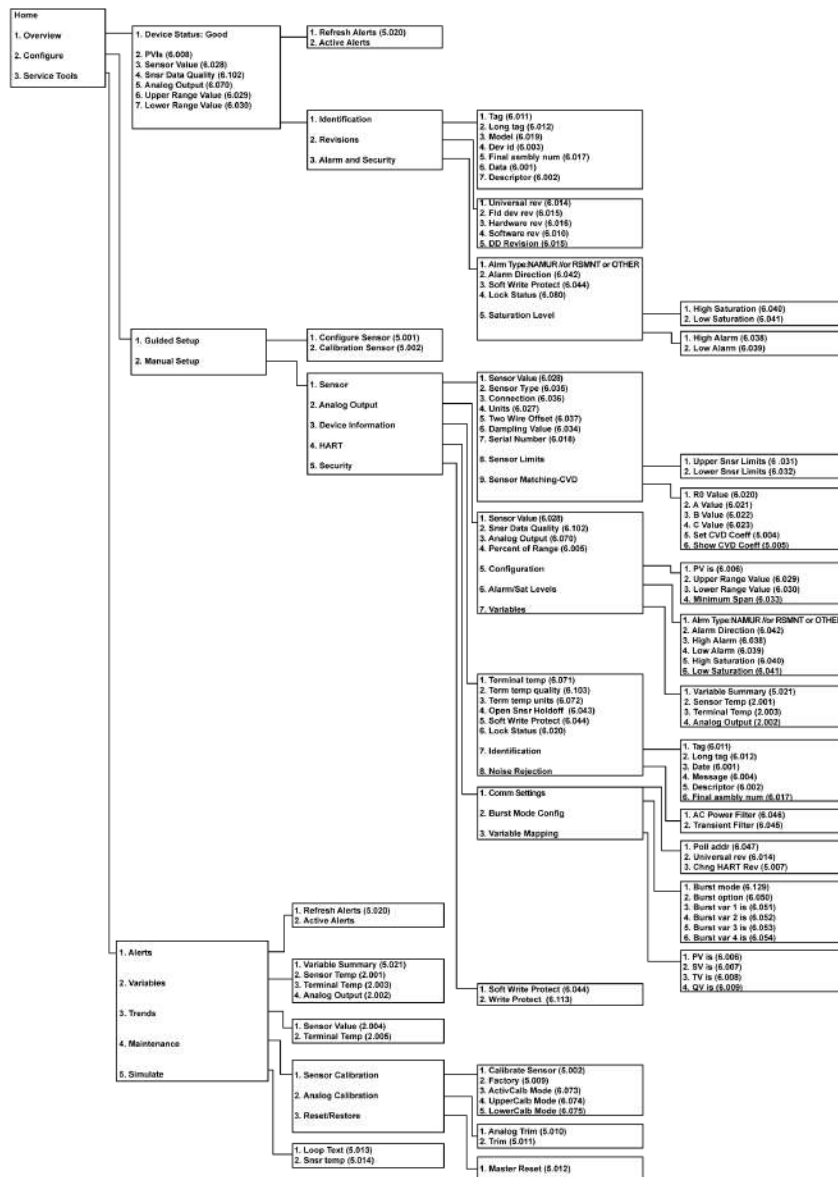 Home
1. Overview
2. Configure
3. Service Tools
1. Device Status: Good
2. PVIs (6.008)
3. Sensor Value (6.028)
4. Snsr Data Quality (6.102)
5. Analog Output (6.070)
6. Upper Range Value (6.029)
7. Lower Range Value (6.030)
1. Refresh Alerts (5.020)
2. Active Alerts
1. Identification
2. Revisions
3. Alarm and Security
1. Tag (6.011)
2. Long tag (6.012)
3. Model (6.019)
4. Dev id (6.003)
5. Final asmbly num (6.017)
6. Data (6.001)
7. Descriptor (6.002)
1. Universal rev (6.014)
2. Fld dev rev (6.015)
3. Hardware rev (6.016)
4. Software rev (6.010)
5. DD Revision (6.015)
1. Alrm Type:NAMUR //or RSMNT or OTHER
2. Alarm Direction (6.042)
3. Soft Write Protect (6.044)
4. Lock Status (6.080)
5. Saturation Level
1. High Saturation (6.040)
2. Low Saturation (6.041)
1. High Alarm (6.038)
2. Low Alarm (6.039)
1. Guided Setup
2. Manual Setup
1. Configure Sensor (5.001)
2. Calibration Sensor (5.002)
1. Sensor
2. Analog Output
3. Device Information
4. HART
5. Security
1. Sensor Value (6.028)
2. Sensor Type (6.035)
3. Connection (6.036)
4. Units (6.027)
5. Two Wire Offset (6.037)
6. Dampling Value (6.034)
7. Serial Number (6.018)
8. Sensor Limits
9. Sensor Matching-CVD
1. Upper Snsr Limits (6 .031)
2. Lower Snsr Limits (6.032)
1. R0 Value (6.020)
2. A Value (6.021)
3. B Value (6.022)
4. C Value (6.023)
5. Set CVD Coeff (5.004)
6. Show CVD Coeff (5.005)
1. Sensor Value (6.028)
2. Snsr Data Quality (6.102)
3. Analog Output (6.070)
4. Percent of Range (6.005)
5. Configuration
6. Alarm/Sat Levels
7. Variables
1. PV is (6.006)
2. Upper Range Value (6.029)
3. Lower Range Value (6.030)
4. Minimum Span (6.033)
1. Alrm Type:NAMUR //or RSMNT or OTHER
2. Alarm Direction (6.042)
3. High Alarm (6.038)
4. Low Alarm (6.039)
5. High Saturation (6.040)
6. Low Saturation (6.041)
1. Variable Summary (5.021)
2. Sensor Temp (2.001)
3. Terminal Temp (2.003)
4. Analog Output (2.002)
1. Terminal temp (6.071)
2. Term temp quality (6.103)
3. Term temp units (6.072)
4. Open Snsr Holdoff (6.043)
5. Soft Write Protect (6.044)
6. Lock Status (6.020)
7. Identification
8. Noise Rejection
1. Tag (6.011)
2. Long tag (6.012)
3. Date (6.001)
4. Message (6.004)
5. Descriptor (6.002)
6. Final asmbly num (6.017)
1. AC Power Filter (6.046)
2. Transient Filter (6.045)
1. Comm Settings
2. Burst Mode Config
3. Variable Mapping
1. Poll addr (6.047)
2. Universal rev (6.014)
3. Chng HART Rev (5.007)
1. Burst mode (6.129)
2. Burst option (6.050)
3. Burst var 1 is (6.051)
4. Burst var 2 is (6.052)
5. Burst var 3 is (6.053)
6. Burst var 4 is (6.054)
1. PV is (6.006)
2. SV is (6.007)
3. TV is (6.008)
4. QV is (6.009)
1. Soft Write Protect (6.044)
2. Write Protect (6.113)
1. Alerts
2. Variables
3. Trends
4. Maintenance
5. Simulate
1. Refresh Alerts (5.020)
2. Active Alerts
1. Variable Summary (5.021)
2. Sensor Temp (2.001)
3. Terminal Temp (2.003)
4. Analog Output (2.002)
1. Sensor Value (2.004)
2. Terminal Temp (2.005)
1. Sensor Calibration
2. Analog Calibration
3. Reset/Restore
1. Calibrate Sensor (5.002)
2. Factory (5.009)
3. ActivCalb Mode (6.073)
4. UpperCalb Mode (6.074)
5. LowerCalb Mode (6.075)
1. Analog Trim (5.010)
2. Trim (5.011)
1. Master Reset (5.012)
1. Loop Text (5.013)
2. Snsr temp (5.014)